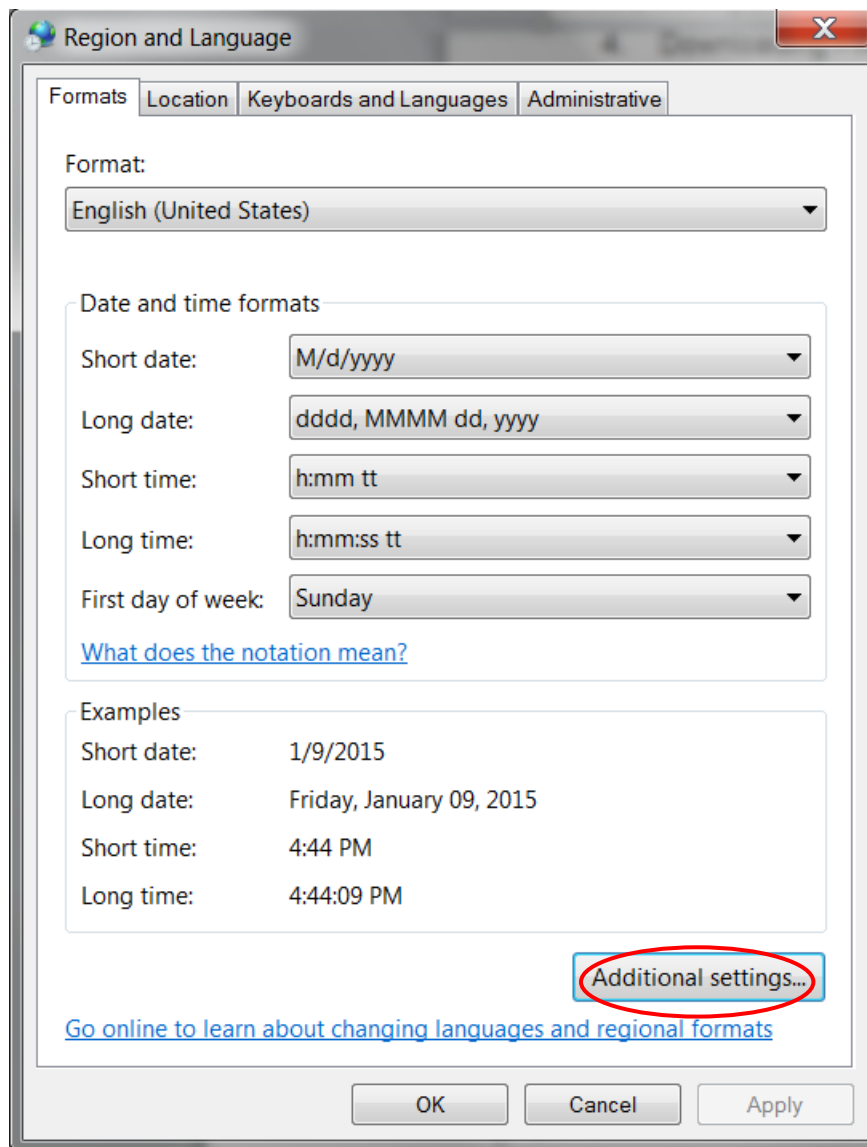 Region and Language
4. Downloading
Formats Location Keyboards and Languages Administrative
Format:
English (United States)
Date and time formats
Short date: M/d/yyyy
Long date: dddd, MMMM dd, yyyy
Short time: h:mm tt
Long time: h:mm:ss tt
First day of week: Sunday
What does the notation mean?
Examples
Short date: 1/9/2015
Long date: Friday, January 09, 2015
Short time: 4:44 PM
Long time: 4:44:09 PM
Additional settings...
Go online to learn about changing languages and regional formats
OK Cancel Apply